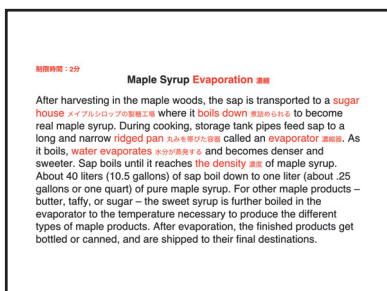 制限時間：2分
Maple Syrup Evaporation 濃縮
After harvesting in the maple woods, the sap is transported to a sugar
house メイプルシロップの製糖工場 where it boils down 煮詰められる to become
real maple syrup. During cooking, storage tank pipes feed sap to a
long and narrow ridged pan 丸みを帯びた容器 called an evaporator 濃縮器. As
it boils, water evaporates 水分が蒸発する and becomes denser and
sweeter. Sap boils until it reaches the density 濃度 of maple syrup.
About 40 liters (10.5 gallons) of sap boil down to one liter (about .25
gallons or one quart) of pure maple syrup. For other maple products –
butter, taffy, or sugar – the sweet syrup is further boiled in the
evaporator to the temperature necessary to produce the different
types of maple products. After evaporation, the finished products get
bottled or canned, and are shipped to their final destinations.